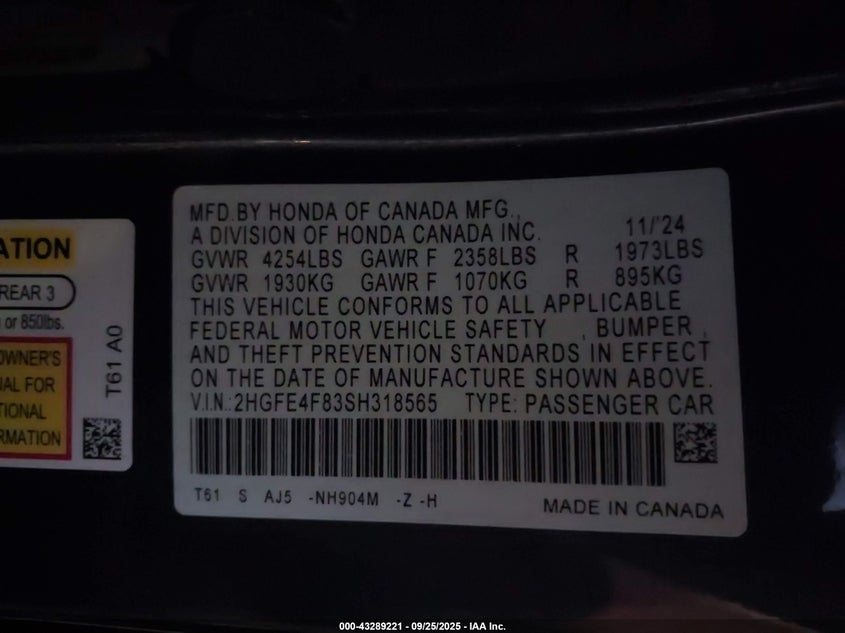 ATION
REAR 3
or 850lbs.
OWNER'S
UAL FOR
TIONAL
RMATION
T61 A0
MFD.BY HONDA OF CANADA MFG.,
A DIVISION OF HONDA CANADA INC. 11/'24
GVWR 4254LBS GAWR F 2358LBS R 1973LBS
GVWR 1930KG GAWR F 1070KG R 895KG
THIS VEHICLE CONFORMS TO ALL APPLICABLE
FEDERAL MOTOR VEHICLE SAFETY , BUMPER ,
AND THEFT PREVENTION STANDARDS IN EFFECT
ON THE DATE OF MANUFACTURE SHOWN ABOVE.
V.I.N.:2HGFE4F83SH318565 TYPE: PASSENGER CAR
T61 S AJ5 -NH904M -Z -H
MADE IN CANADA
000-43289221 - 09/25/2025 - IAA Inc.